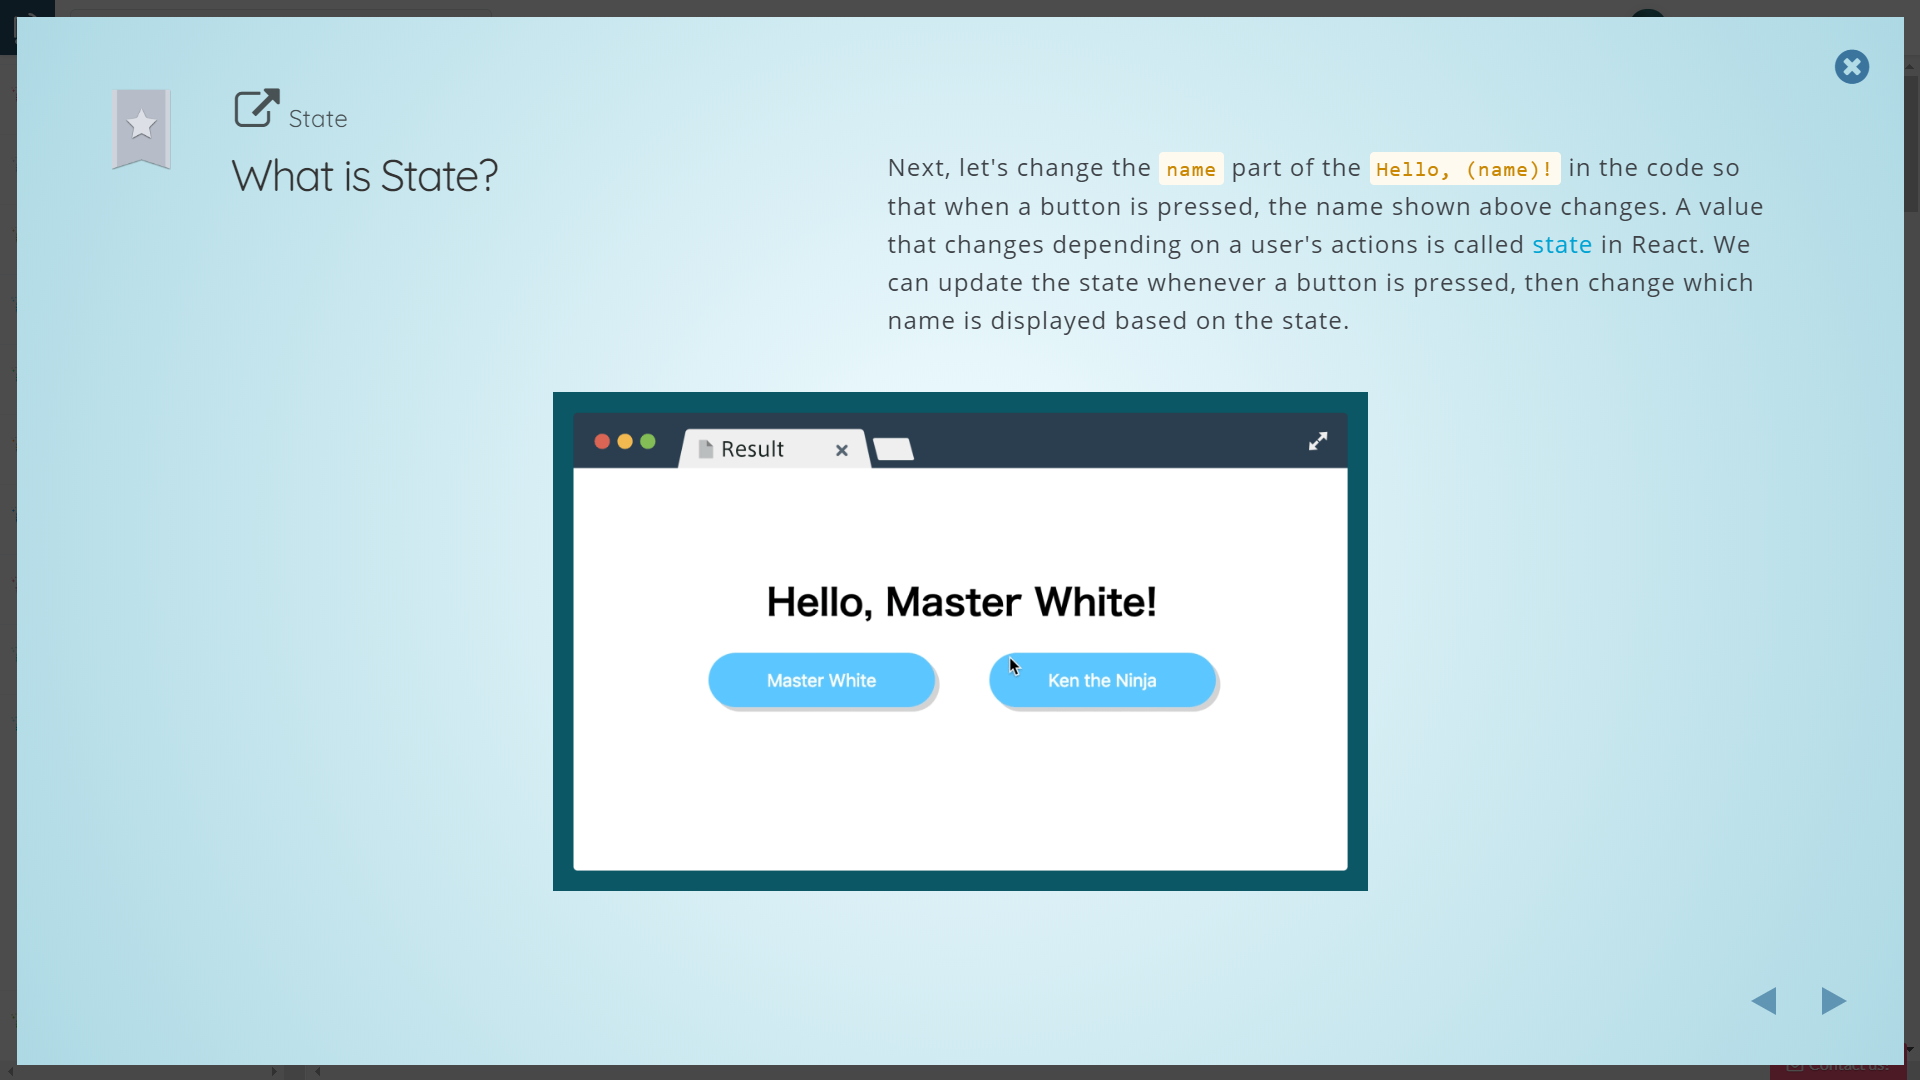 State
What is State?
Next, let's change the name part of the Hello, (name)! in the code so
that when a button is pressed, the name shown above changes. A value
that changes depending on a user's actions is called state in React. We
can update the state whenever a button is pressed, then change which
name is displayed based on the state.
Result
Hello, Master White!
Master White
Ken the Ninja
Contact us!